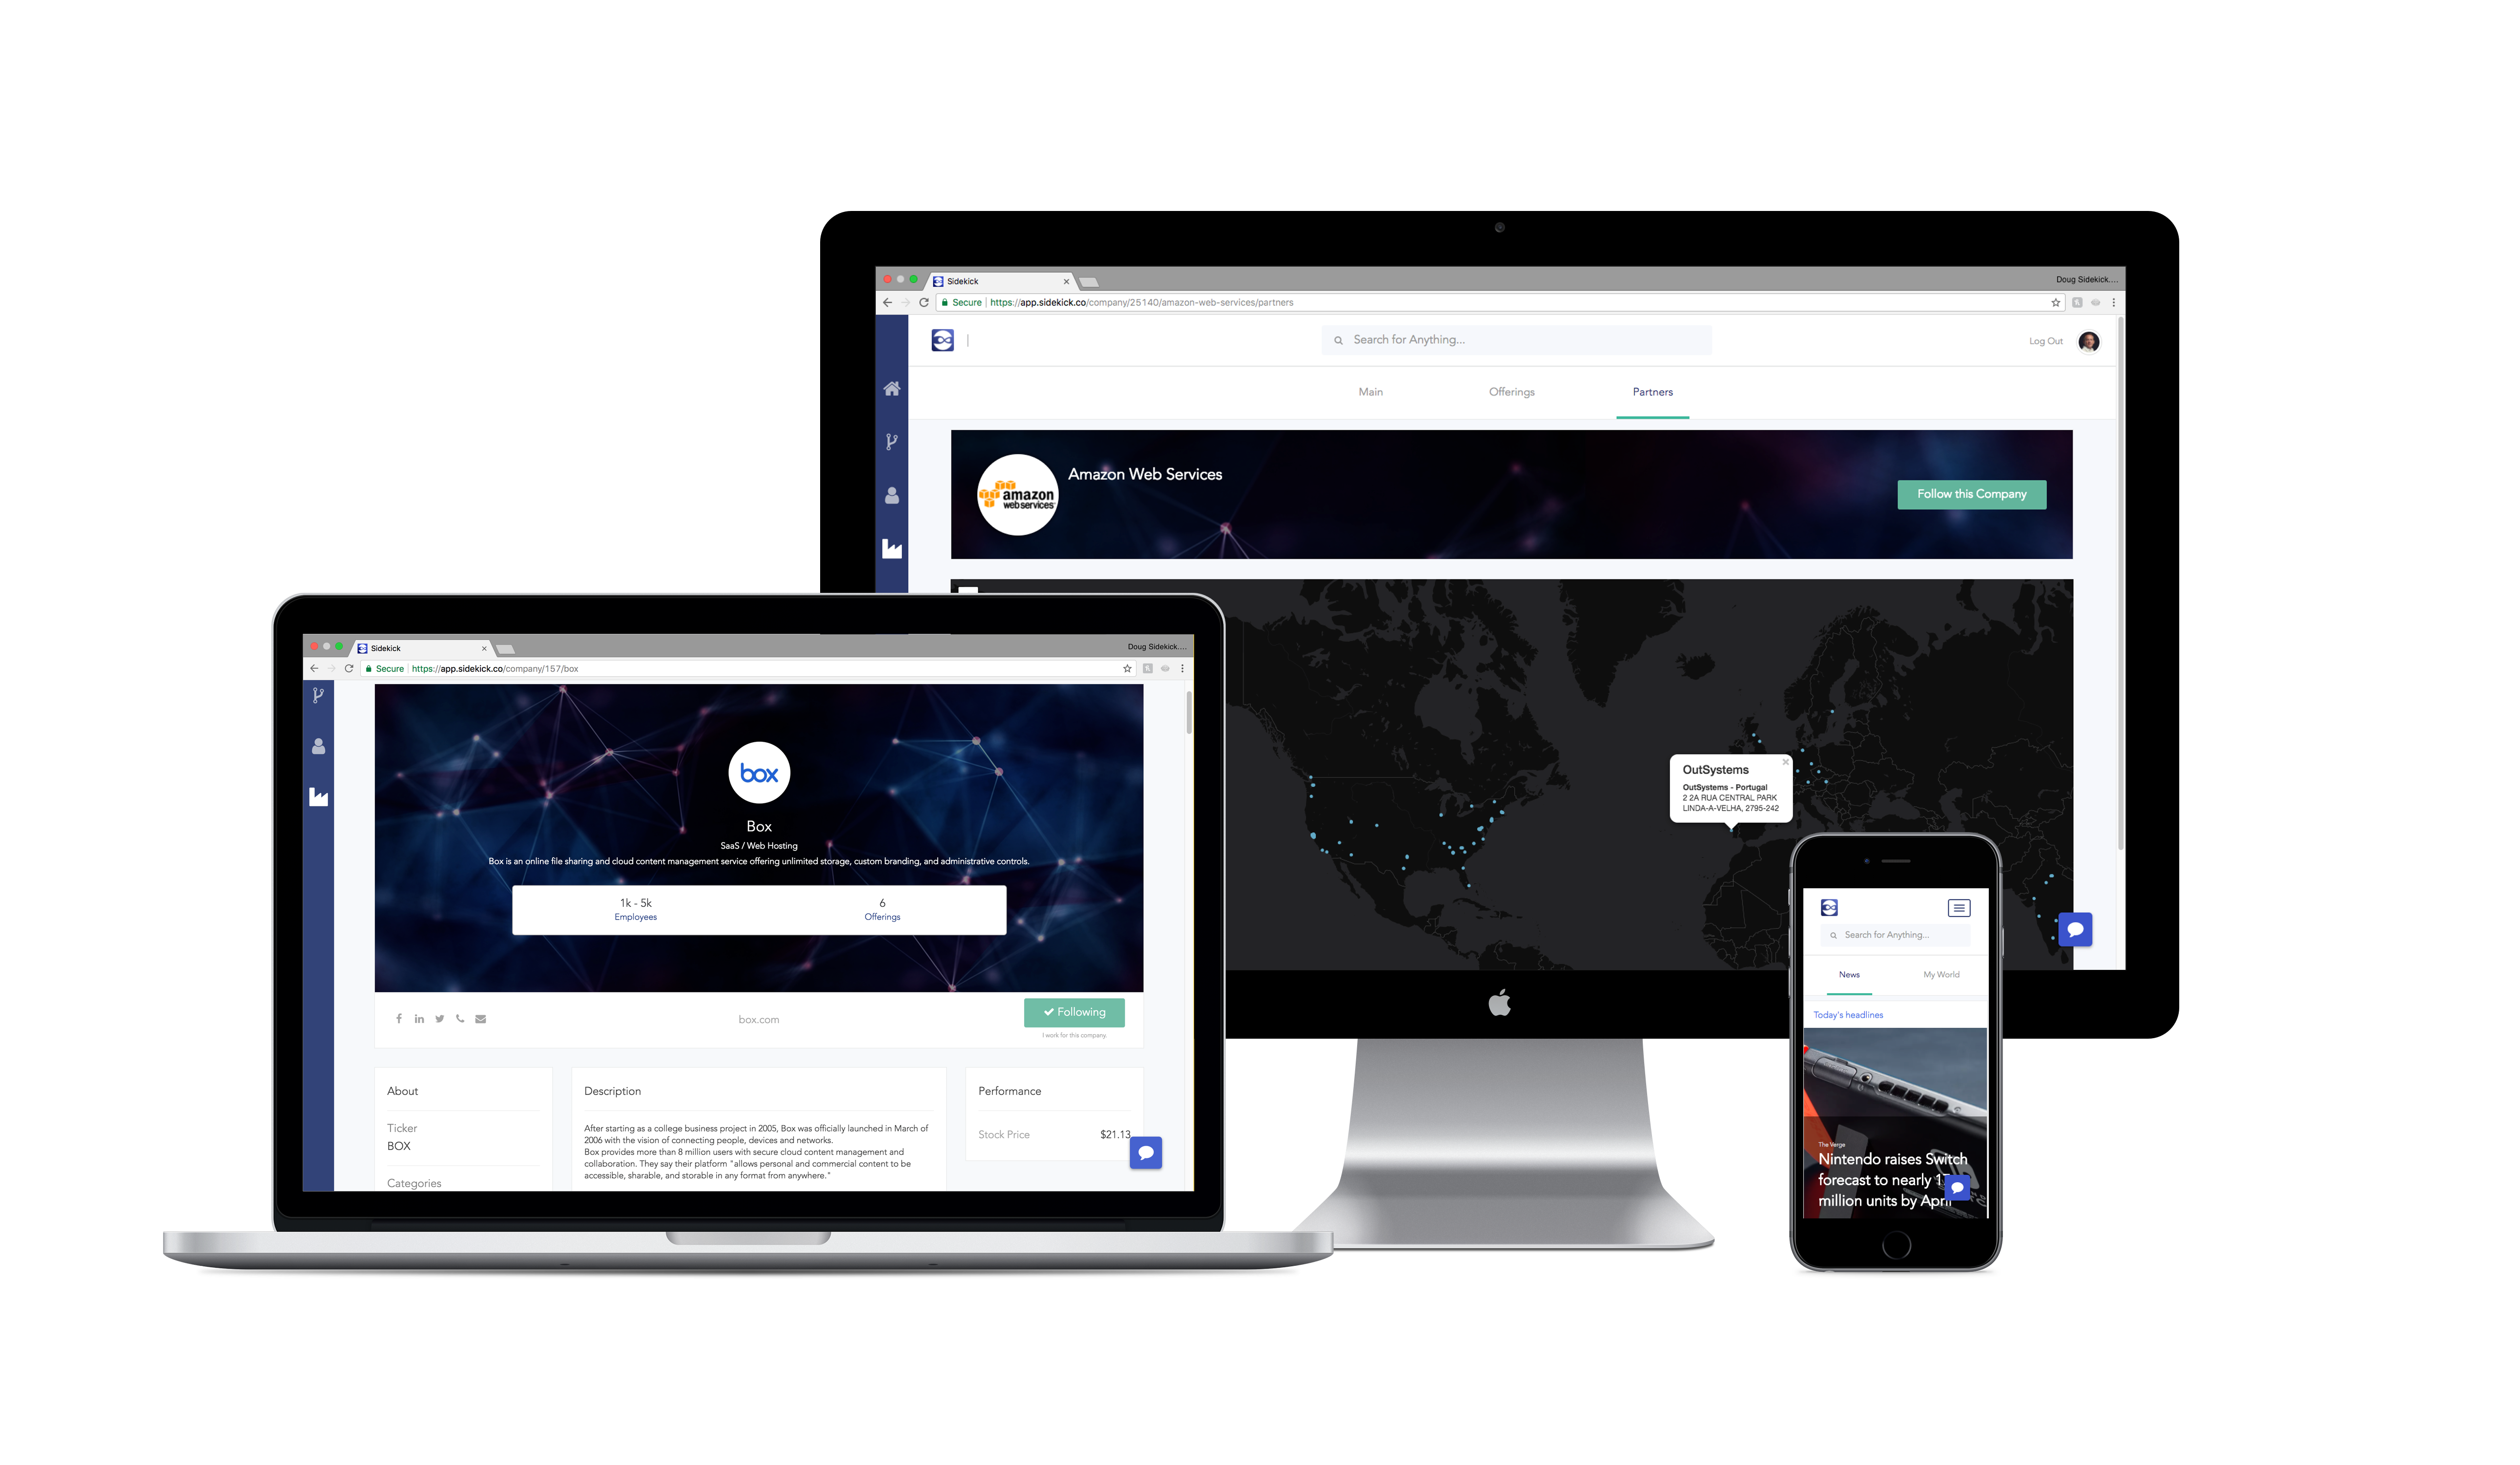 Sidekick
Doug Sidekick....
Secure https://app.sidekick.co/company/25140/amazon-web-services/partners
Search for Anything...
Log Out
Main
Offerings
Partners
amazon
webservices
Amazon Web Services
Follow this Company
OutSystems
OutSystems - Portugal
2 2A RUA CENTRAL PARK
LINDA-A-VELHA, 2795-242
Sidekick
Doug Sidekick....
Secure https://app.sidekick.co/company/157/box
box
Box
SaaS / Web Hosting
Box is an online file sharing and cloud content management service offering unlimited storage, custom branding, and administrative controls.
1k - 5k
Employees
6
Offerings
box.com
Following
I work for this company.
About
Ticker
BOX
Categories
Description
After starting as a college business project in 2005, Box was officially launched in March of
2006 with the vision of connecting people, devices and networks.
Box provides more than 8 million users with secure cloud content management and
collaboration. They say their platform "allows personal and commercial content to be
accessible, sharable, and storable in any format from anywhere."
Performance
Stock Price
$21.13
Search for Anything...
News
My World
Today's headlines
The Verge
Nintendo raises Switch
forecast to nearly
million units by April